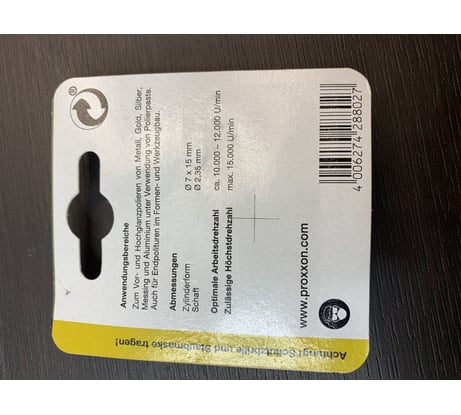 ®
Anwendungsbereiche
Zum Vor- und Hochglanzpolieren von Metall, Gold, Silber,
Messing und Aluminium unter Verwendung von Polierpaste.
Auch für Endpolituren im Formen- und Werkzeugbau.
Abmessungen
Zylinderform Ø 7 x 15 mm
Schaft Ø 2,35 mm
Optimale Arbeitsdrehzahl ca. 10.000 – 12.000 U/min
Zulässige Höchstdrehzahl max. 15.000 U/min
4 006274 288027
www.proxxon.com
Achtung! Schutzbrille und Staubmaske tragen!